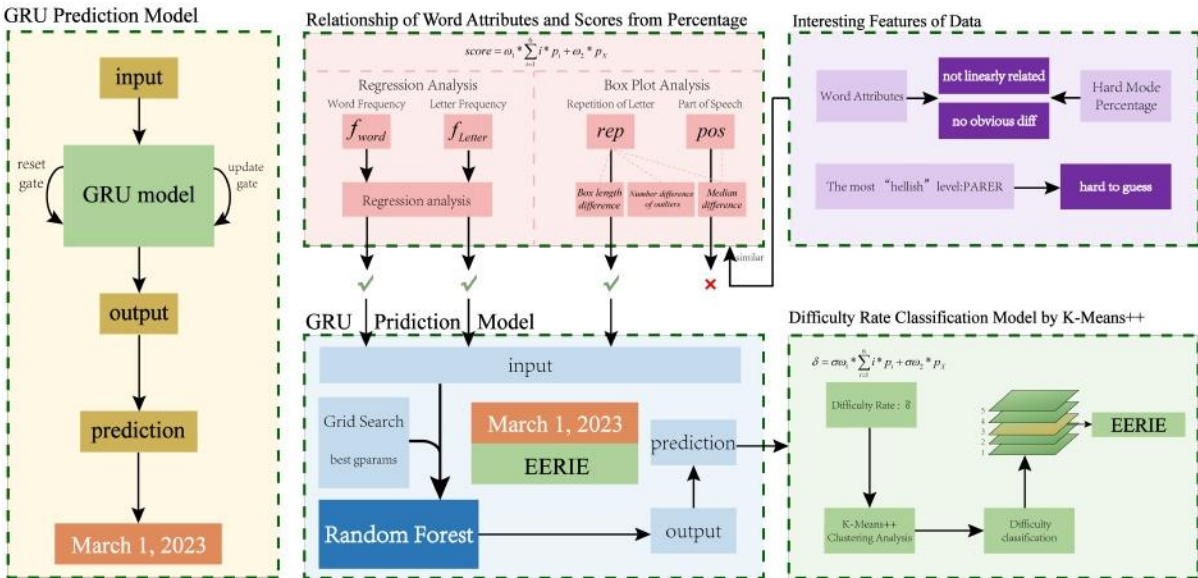 GRU Prediction Model
input
reset
gate
update
gate
GRU model
output
prediction
March 1, 2023
Relationship of Word Attributes and Scores from Percentage
score = ω₁ * ∑ᵢ₌₁ⁿ i * pᵢ + ω₂ * pₓ
Regression Analysis
Word Frequency Letter Frequency
f word f Letter
Regression analysis
Box Plot Analysis
Repetition of Letter Part of Speech
rep pos
Box length
difference
Number difference
of outliers
Median
difference
similar
Interesting Features of Data
Word Attributes
not linearly related
no obvious diff
Hard Mode
Percentage
The most “hellish” level:PARER
hard to guess
GRU Pridiction Model
input
Grid Search
best gparams
March 1, 2023
EERIE
prediction
Random Forest
output
Difficulty Rate Classification Model by K-Means++
δ = σω₁ * ∑ i * pᵢ + σω₂ * pₓ
Difficulty Rate: δ
5
4
3
2
1
EERIE
K-Means++
Clustering Analysis
Difficulty
classification